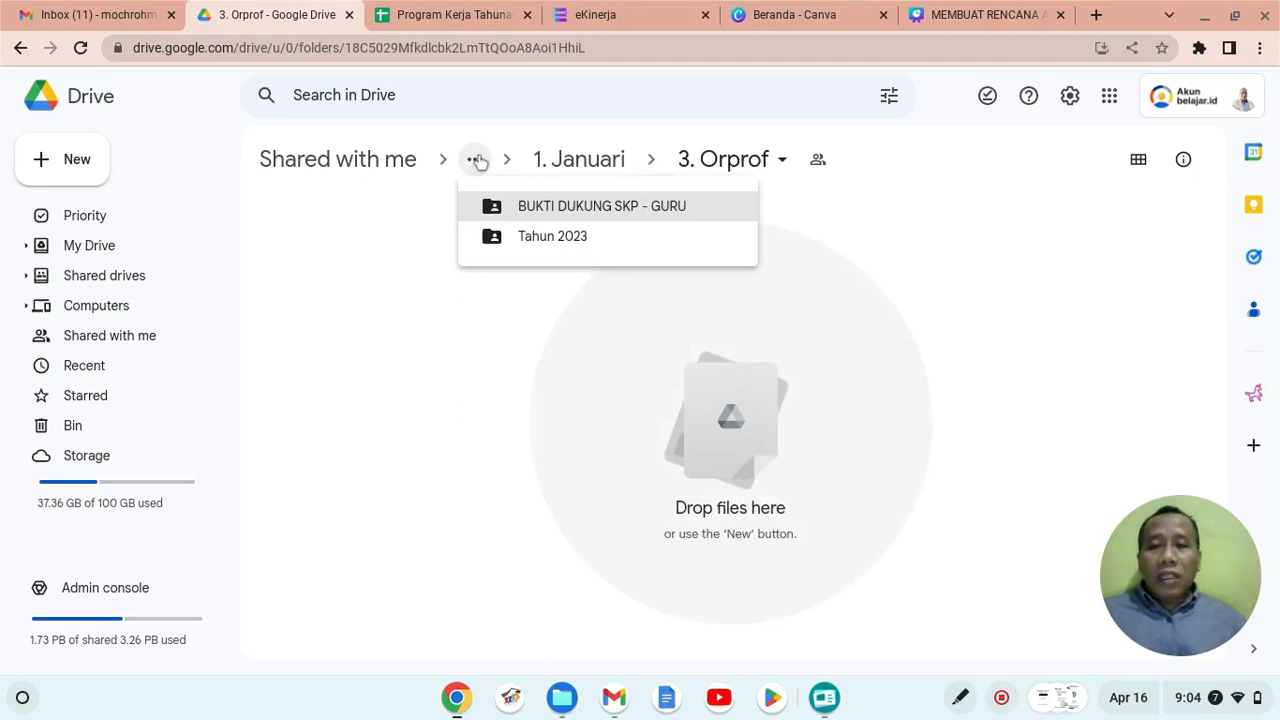 Inbox (11) - mochrohm
3. Orprof - Google Drive
Program Kerja Tahuna
eKinerja
Beranda - Canva
MEMBUAT RENCANA A
drive.google.com/drive/u/0/folders/18C5029Mfkdlcbk2LmTtQOoA8Aoi1HhiL
Drive
Search in Drive
Akun
belajar.id
New
Shared with me
1. Januari
3. Orprof
BUKTI DUKUNG SKP - GURU
Tahun 2023
Priority
My Drive
Shared drives
Computers
Shared with me
Recent
Starred
Bin
Storage
37.36 GB of 100 GB used
Drop files here
or use the 'New' button.
Admin console
1.73 PB of shared 3.26 PB used
31
Apr 16
9:04
7